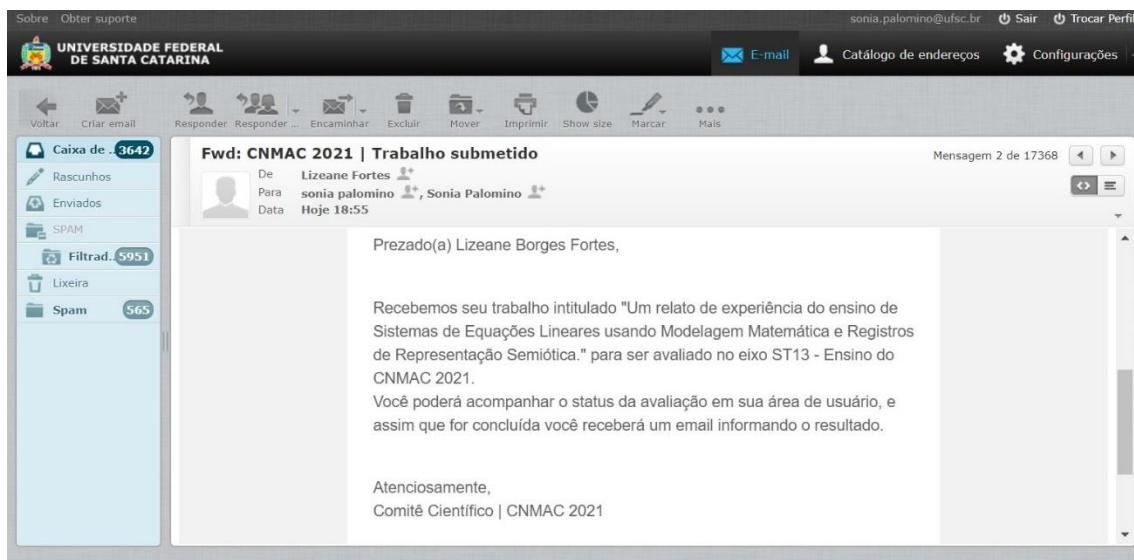 Sobre Obter suporte
sonia.palomino@ufsc.br Sair Trocar Perfil
UNIVERSIDADE FEDERAL
DE SANTA CATARINA
E-mail Catálogo de endereços Configurações
Voltar Criar email Responder Responder ... Encaminhar Excluir Mover Imprimir Show size Marcar Mais
Caixa de .. 3642
Rascunhos
Enviados
SPAM
Filtrad.. 5951
Lixeira
Spam 565
Fwd: CNMAC 2021 | Trabalho submetido
Mensagem 2 de 17368
De Lizeane Fortes
Para sonia palomino , Sonia Palomino
Data Hoje 18:55
Prezado(a) Lizeane Borges Fortes,
Recebemos seu trabalho intitulado "Um relato de experiência do ensino de
Sistemas de Equações Lineares usando Modelagem Matemática e Registros
de Representação Semiótica." para ser avaliado no eixo ST13 - Ensino do
CNMAC 2021.
Você poderá acompanhar o status da avaliação em sua área de usuário, e
assim que for concluída você receberá um email informando o resultado.
Atenciosamente,
Comitê Científico | CNMAC 2021